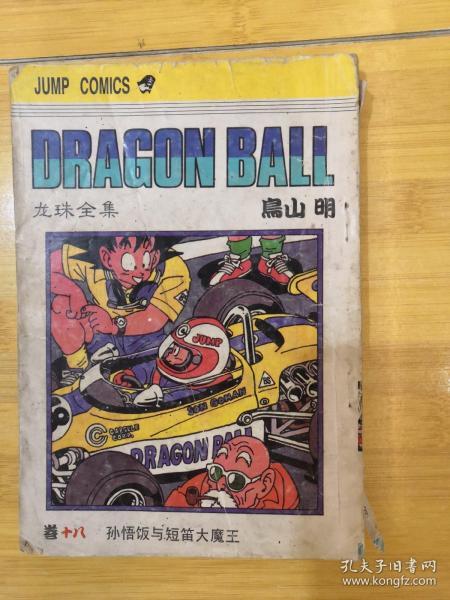 JUMP COMICS
DRAGON BALL
龙珠全集
鳥山 明
JUMP
SON GOHAN
C CAPSLE CORP.
DRAGON BALL
卷十八 孙悟饭与短笛大魔王
孔夫子旧书网
www.kongfz.com